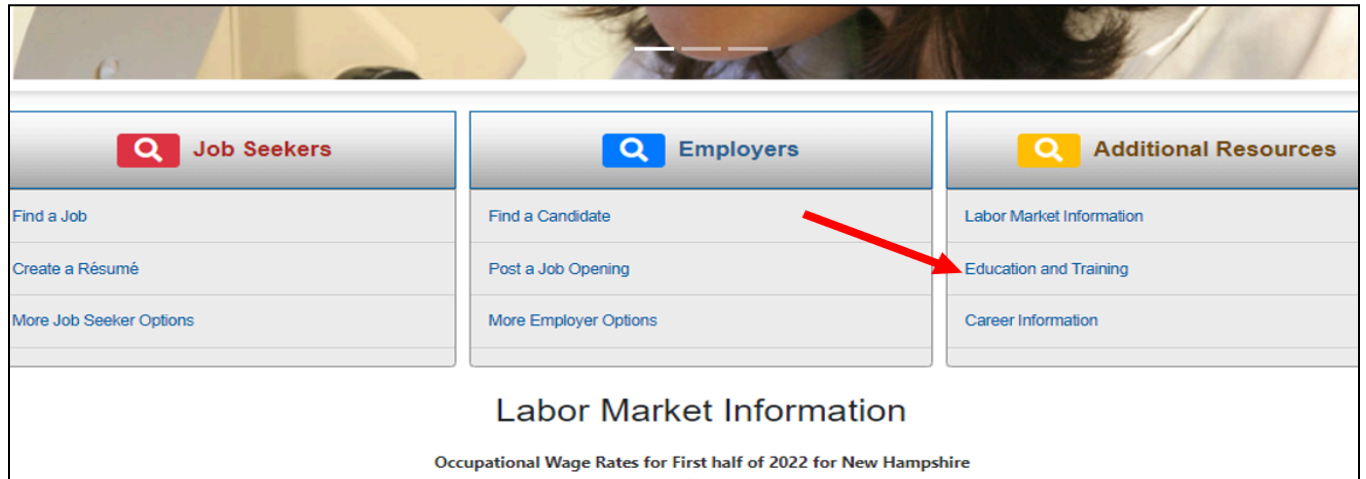 Job Seekers
Find a Job
Create a Résumé
More Job Seeker Options
Employers
Find a Candidate
Post a Job Opening
More Employer Options
Additional Resources
Labor Market Information
Education and Training
Career Information
Labor Market Information
Occupational Wage Rates for First half of 2022 for New Hampshire